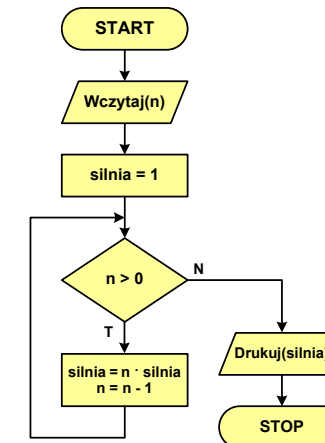 START
Wczytaj(n)
silnia = 1
n > 0
N
T
silnia = n · silnia
n = n - 1
Drukuj(silnia)
STOP